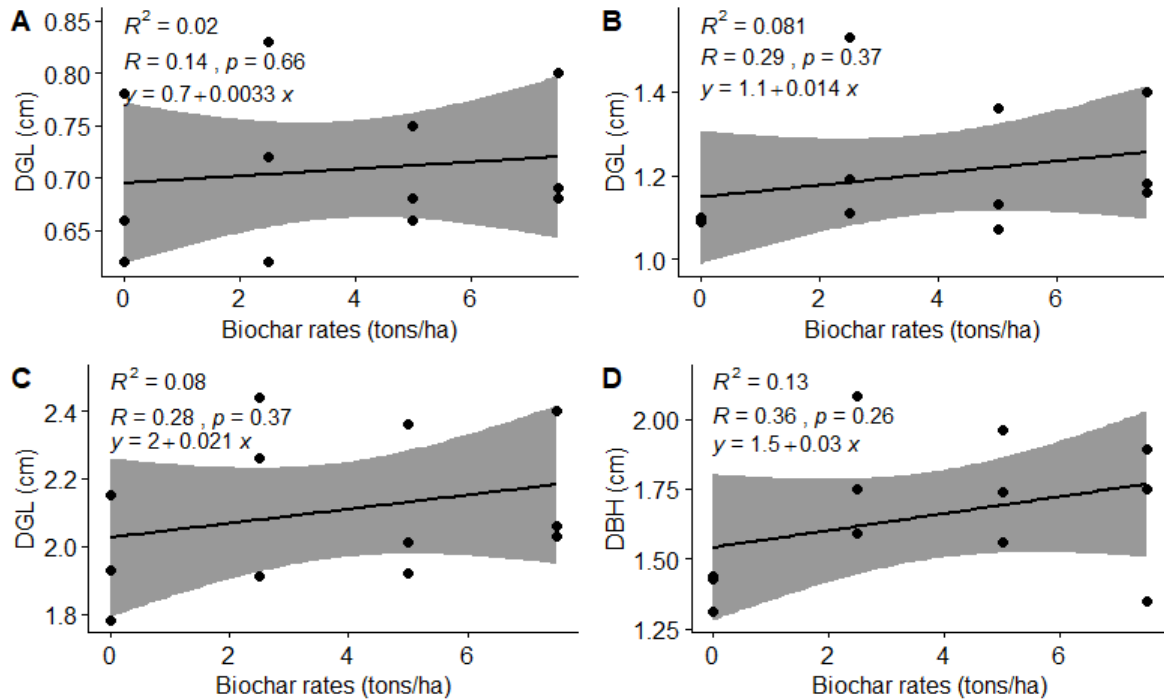 A
R² = 0.02
R = 0.14 , p = 0.66
y = 0.7 + 0.0033 x
DGL (cm)
0.85
0.80
0.75
0.70
0.65
0 2 4 6
Biochar rates (tons/ha)
B
R² = 0.081
R = 0.29 , p = 0.37
y = 1.1 + 0.014 x
DGL (cm)
1.4
1.2
1.0
0 2 4 6
Biochar rates (tons/ha)
C
R² = 0.08
R = 0.28 , p = 0.37
y = 2 + 0.021 x
DGL (cm)
2.4
2.2
2.0
1.8
0 2 4 6
Biochar rates (tons/ha)
D
R² = 0.13
R = 0.36 , p = 0.26
y = 1.5 + 0.03 x
DBH (cm)
2.00
1.75
1.50
1.25
0 2 4 6
Biochar rates (tons/ha)